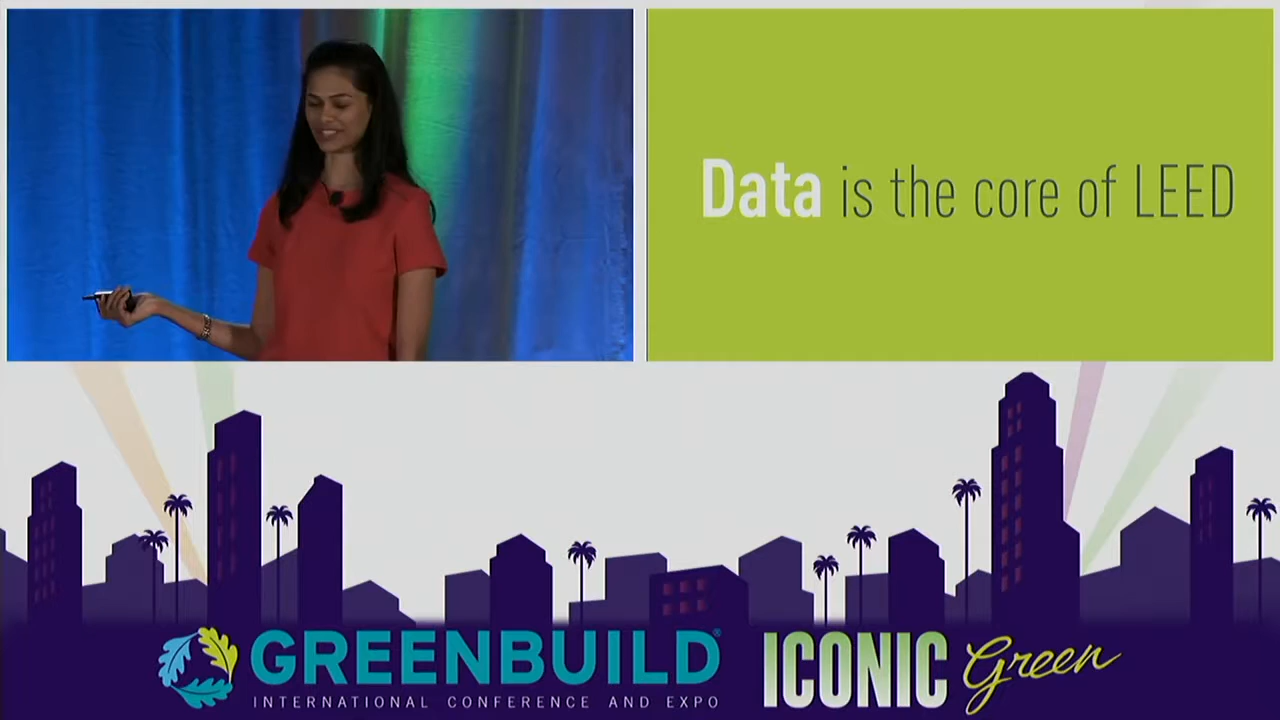 Data is the core of LEED
GREENBUILD®
INTERNATIONAL CONFERENCE AND EXPO
ICONIC Green